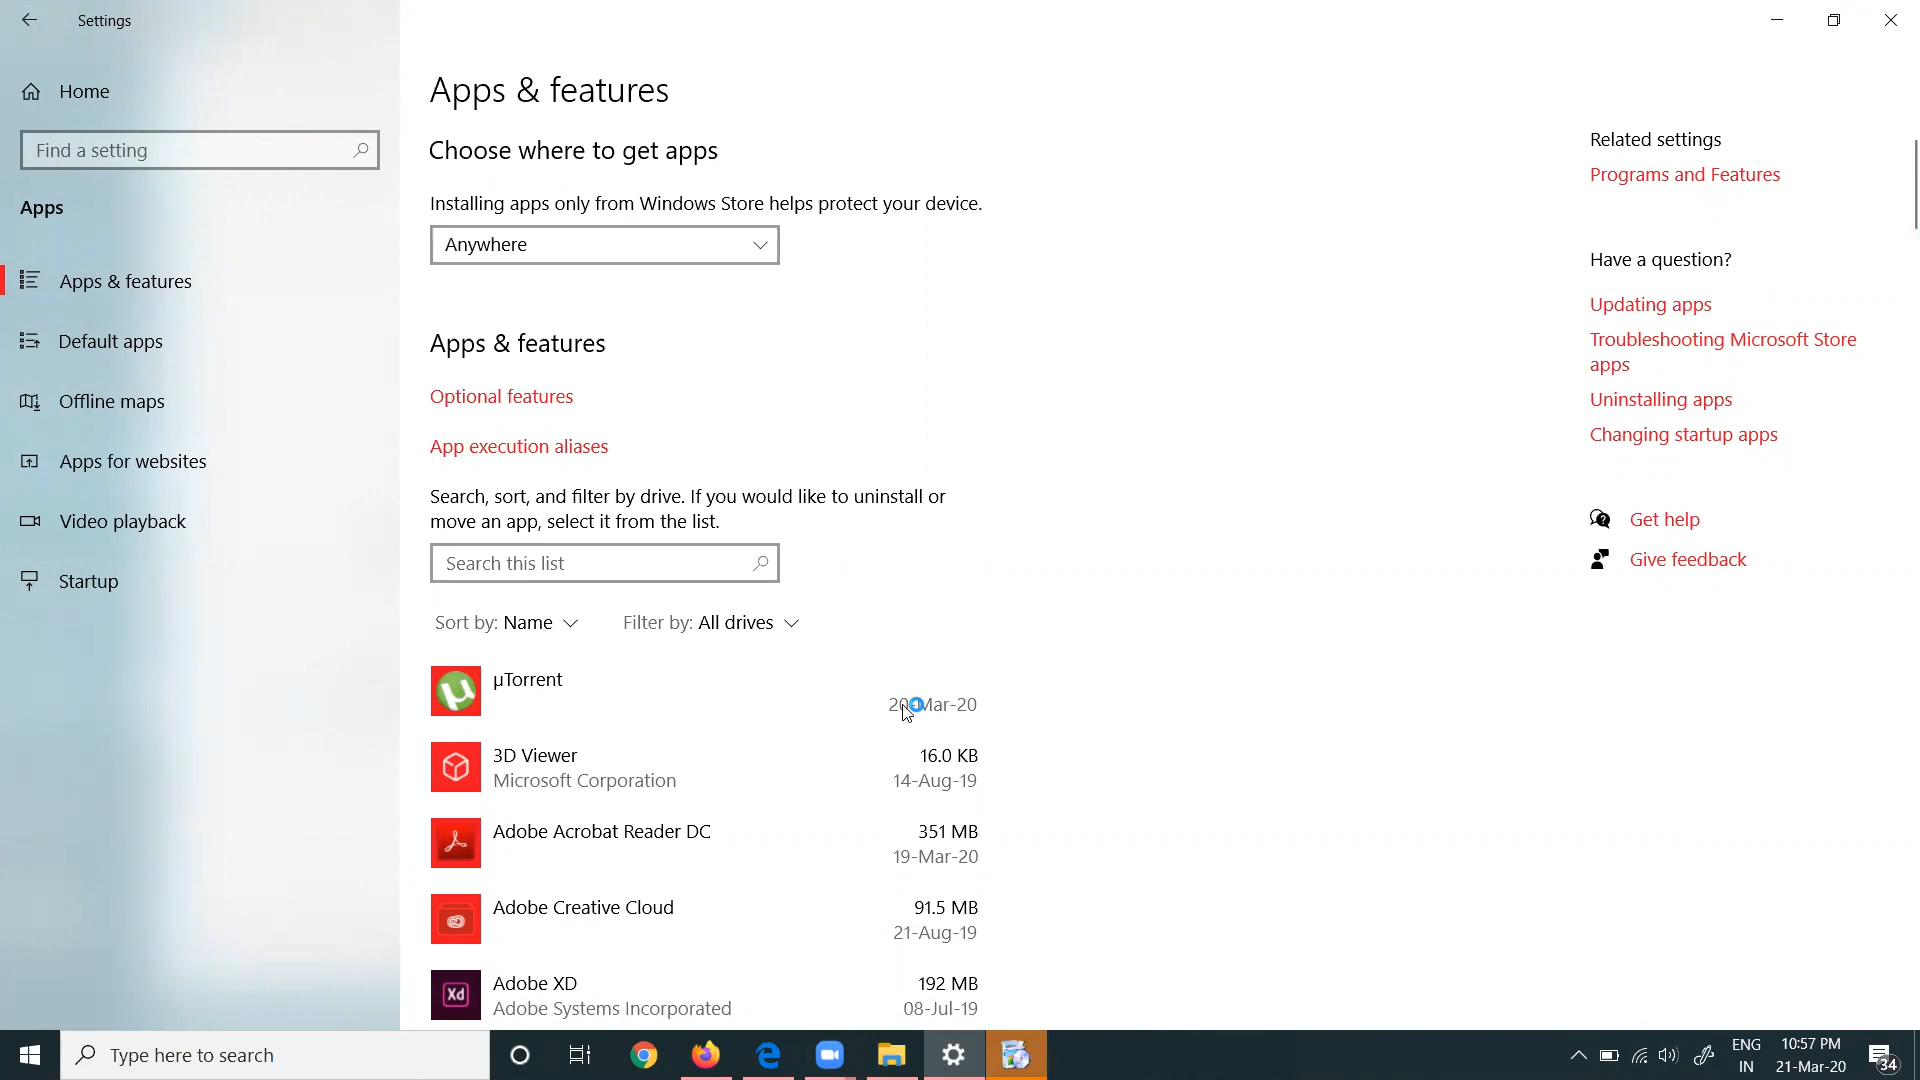 Settings
Home
Find a setting
Apps
Apps & features
Default apps
Offline maps
Apps for websites
Video playback
Startup
Apps & features
Choose where to get apps
Installing apps only from Windows Store helps protect your device.
Anywhere
Apps & features
Optional features
App execution aliases
Search, sort, and filter by drive. If you would like to uninstall or
move an app, select it from the list.
Search this list
Sort by: Name Filter by: All drives
µTorrent
20-Mar-20
3D Viewer 16.0 KB
Microsoft Corporation 14-Aug-19
Adobe Acrobat Reader DC 351 MB
19-Mar-20
Adobe Creative Cloud 91.5 MB
21-Aug-19
Xd
Adobe XD 192 MB
Adobe Systems Incorporated 08-Jul-19
Related settings
Programs and Features
Have a question?
Updating apps
Troubleshooting Microsoft Store
apps
Uninstalling apps
Changing startup apps
Get help
Give feedback
Type here to search
ENG
IN
10:57 PM
21-Mar-20
34